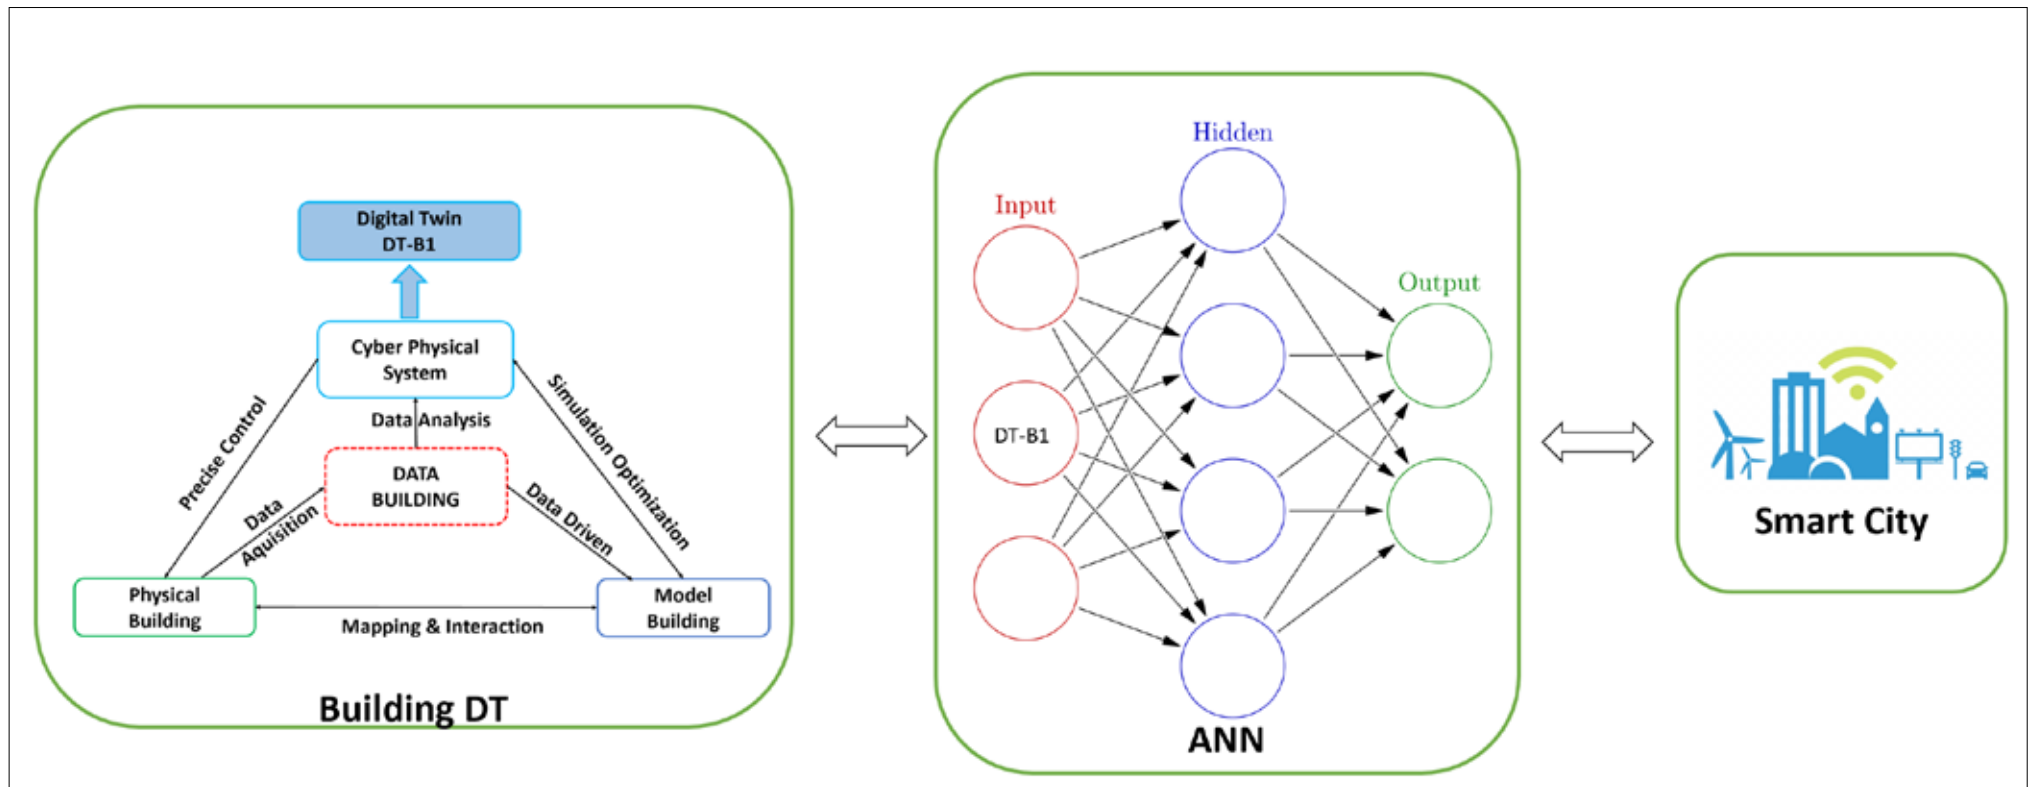 Digital Twin
DT-B1
Cyber Physical
System
Precise Control
Data Analysis
Simulation Optimization
DATA
BUILDING
Data
Aquisition
Data Driven
Physical
Building
Mapping & Interaction
Model
Building
Building DT
Input
Hidden
Output
DT-B1
ANN
Smart City